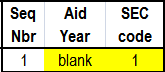 Seq Aid SEC
Nbr Year code
1 blank 1